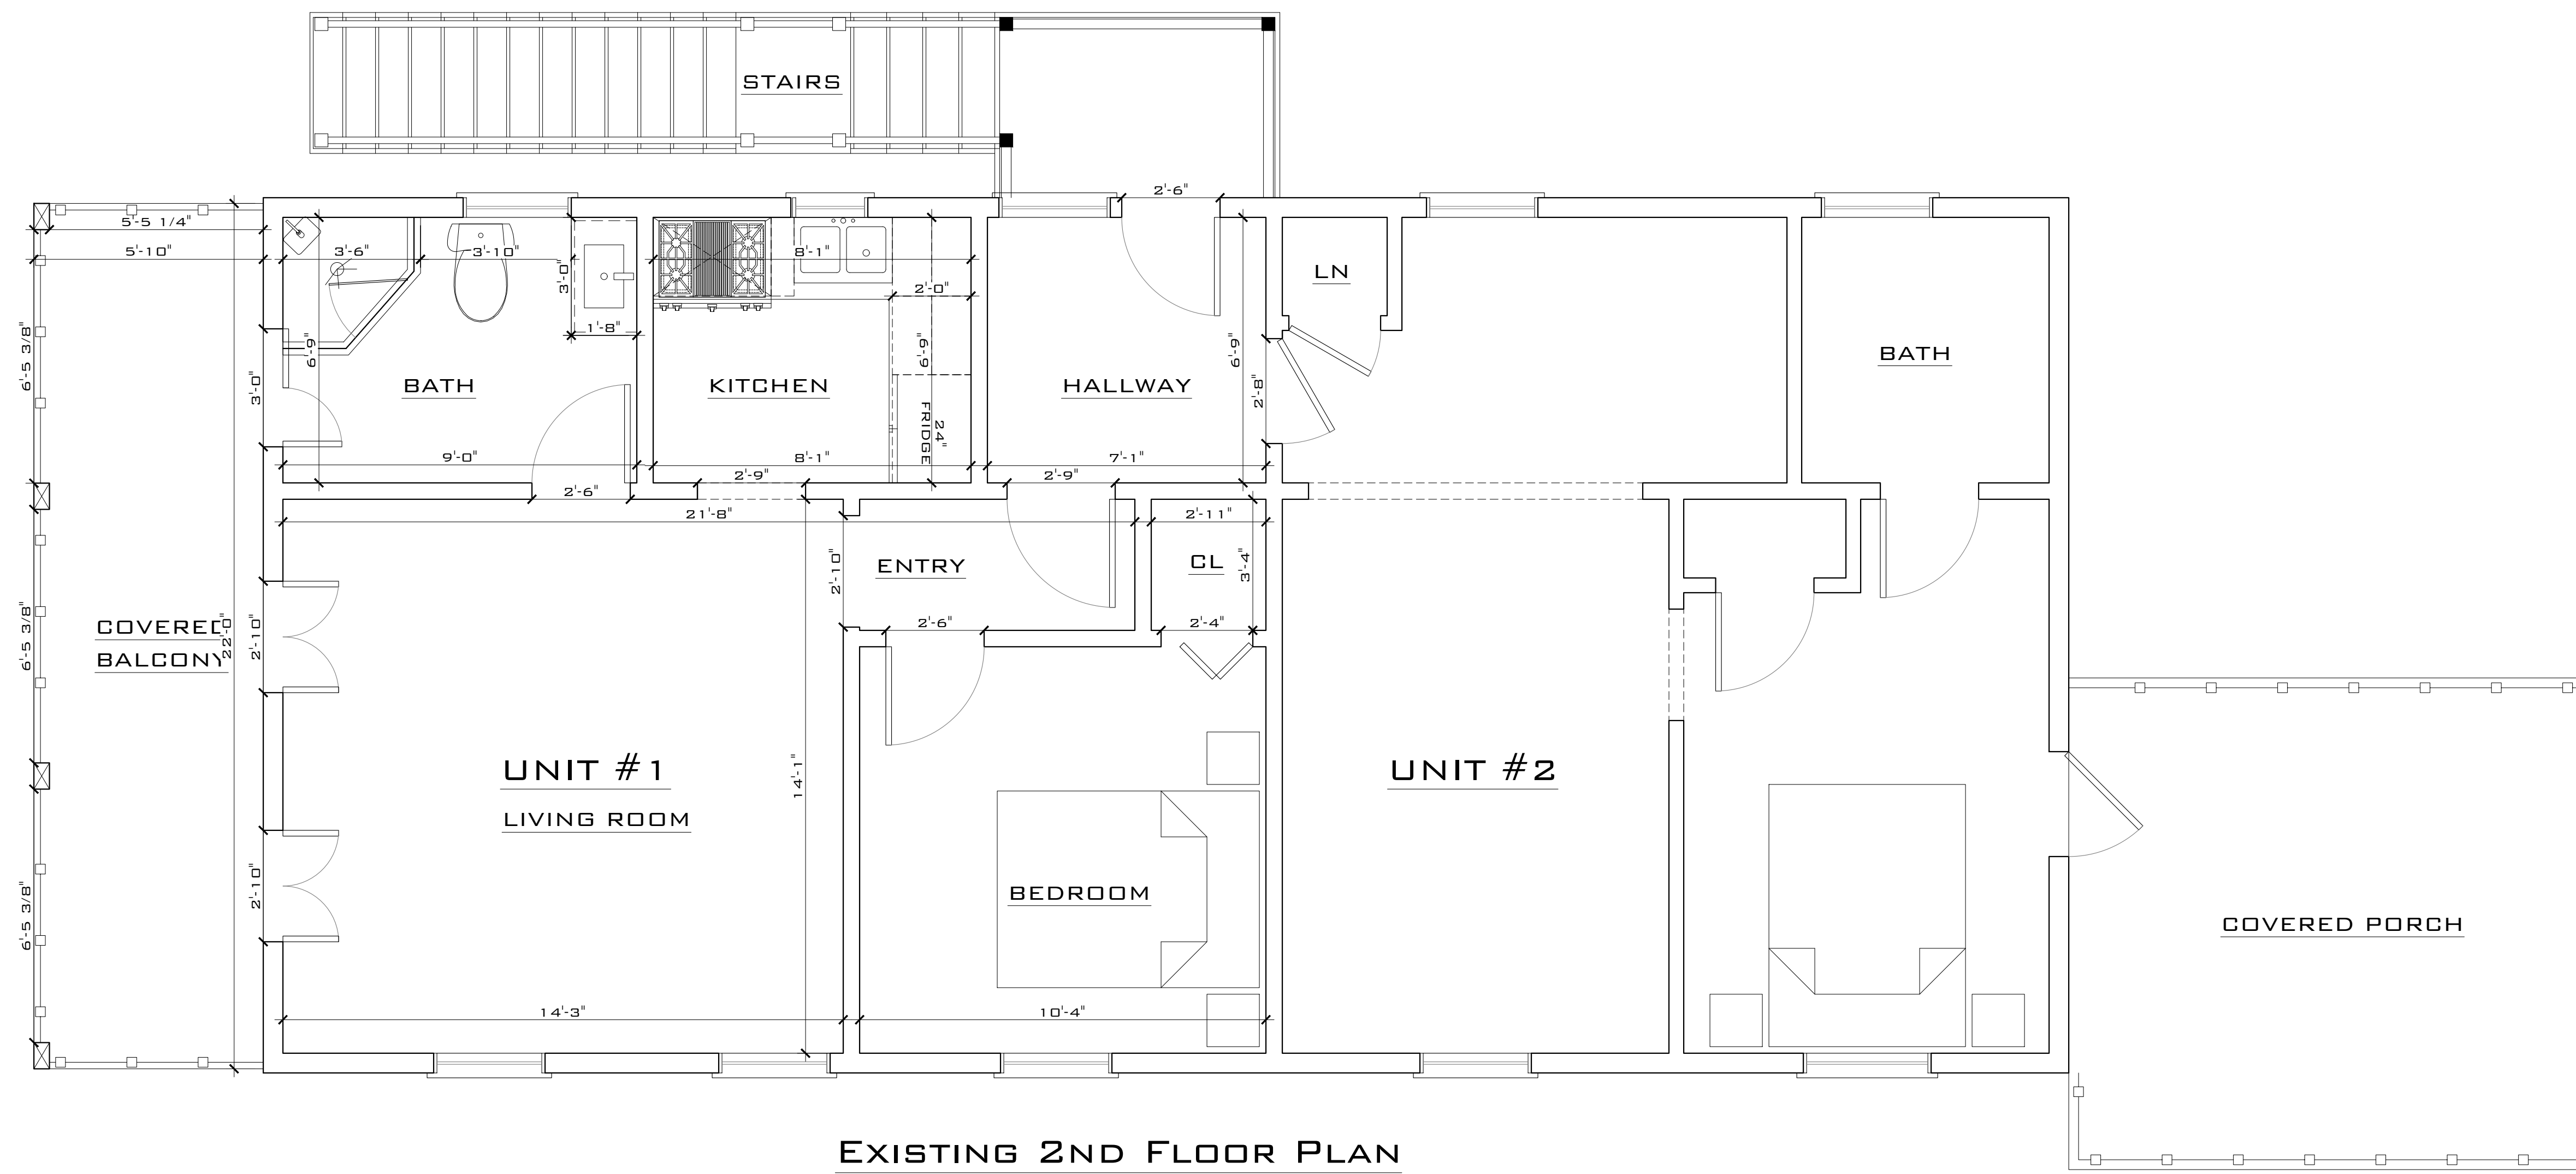 STAIRS
2'-6"
5'-5 1/4"
5'-10"
3'-6"
3'-10"
3'-0"
8'-1"
2'-0"
1'-8"
LN
6'-5 3/8"
3'-0"
6'-9"
BATH
KITCHEN
6'-9"
HALLWAY
6'-9"
2'-8"
BATH
FRIDGE
24"
9'-0"
8'-1"
7'-1"
2'-6"
2'-9"
2'-9"
21'-8"
2'-11"
2'-10"
ENTRY
CL
3'-4"
6'-5 3/8"
COVERED
BALCONY
22'-0"
2'-10"
2'-6"
2'-4"
UNIT #1
LIVING ROOM
14'-1"
UNIT #2
6'-5 3/8"
2'-10"
BEDROOM
COVERED PORCH
14'-3"
10'-4"
EXISTING 2ND FLOOR PLAN